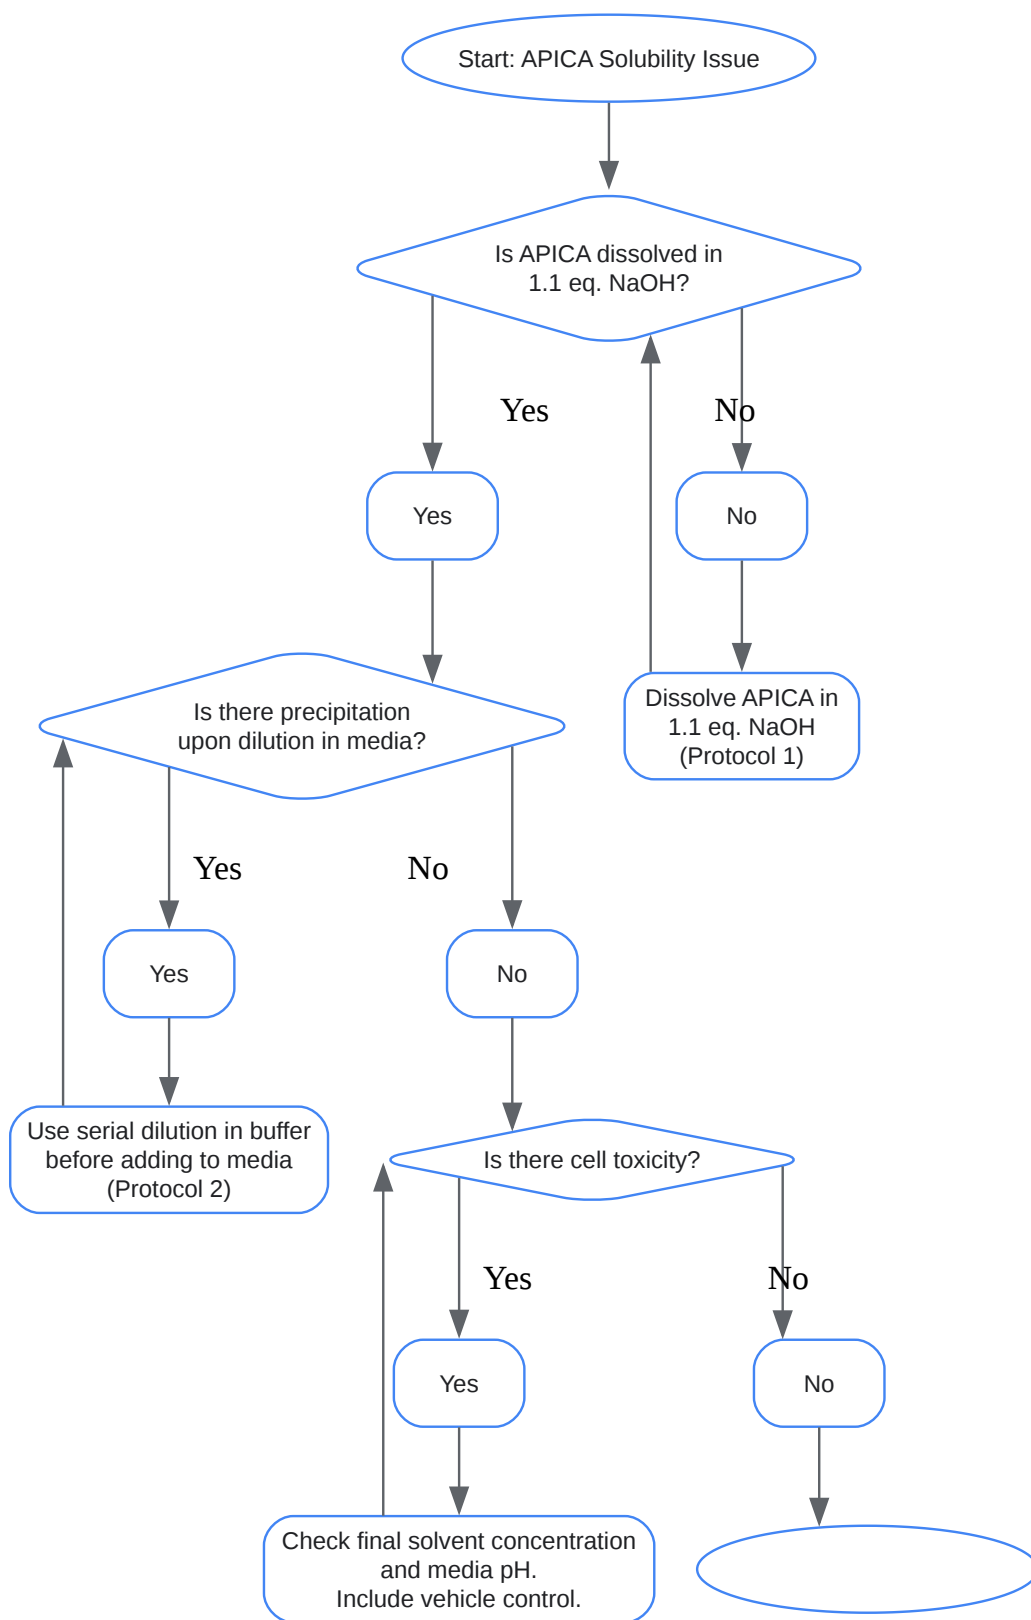 Start: APICA Solubility Issue
Is APICA dissolved in
1.1 eq. NaOH?
Yes
No
Yes
No
Dissolve APICA in
1.1 eq. NaOH
(Protocol 1)
Is there precipitation
upon dilution in media?
Yes
No
Yes
No
Use serial dilution in buffer
before adding to media
(Protocol 2)
Is there cell toxicity?
Yes
No
Yes
No
Check final solvent concentration
and media pH.
Include vehicle control.